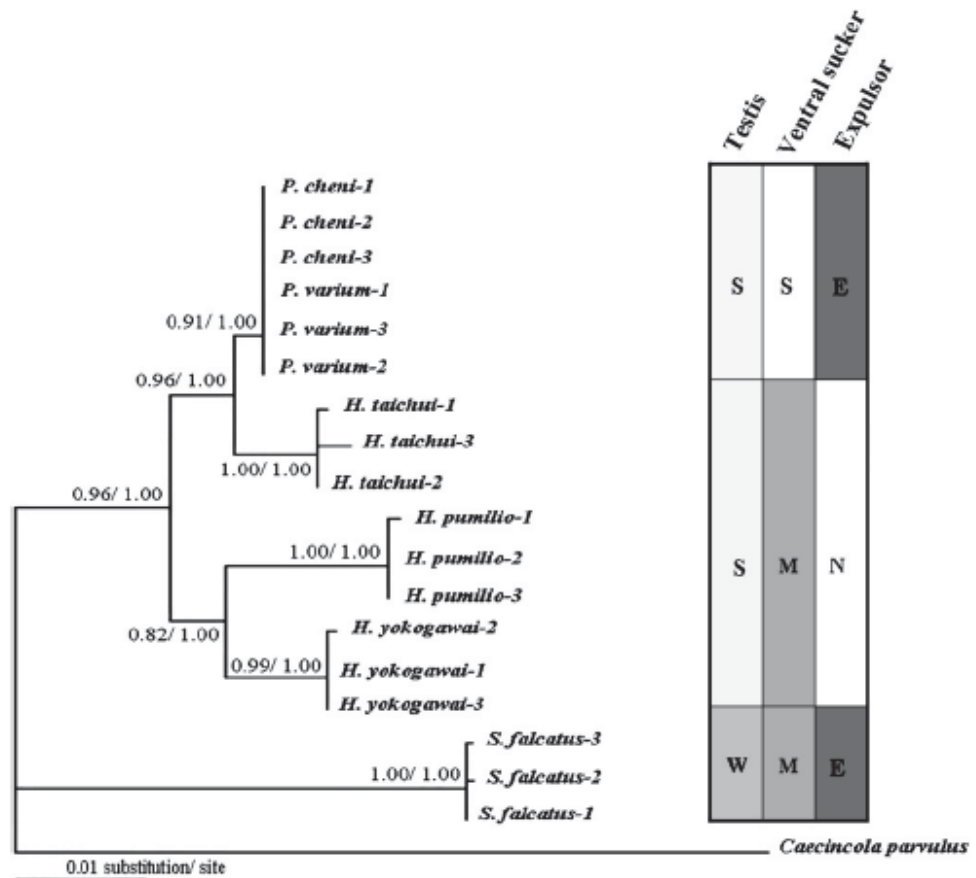 Testis
Ventral sucker
Expulsor
P. cheni-1
P. cheni-2
P. cheni-3
P. varium-1
S S E
0.91/ 1.00
P. varium-3
P. varium-2
0.96/ 1.00
H. taichui-1
H. taichui-3
1.00/ 1.00
H. taichui-2
0.96/ 1.00
H. pumilio-1
1.00/ 1.00
H. pumilio-2
S M N
H. pumilio-3
0.82/ 1.00
H. yokogawai-2
0.99/ 1.00
H. yokogawai-1
H. yokogawai-3
S. falcatus-3
1.00/ 1.00
S. falcatus-2
W M E
S. falcatus-1
Caecincola parvulus
0.01 substitution/ site